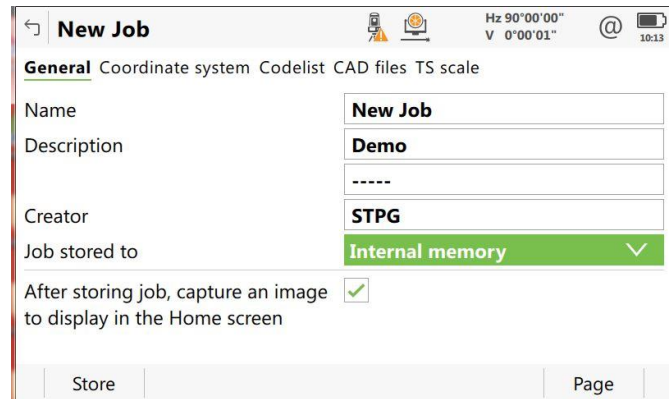 New Job
Hz 90°00'00"
V 0°00'01"
@
10:13
General Coordinate system Codelist CAD files TS scale
Name New Job
Description Demo
-----
Creator STPG
Job stored to Internal memory
After storing job, capture an image
to display in the Home screen
Store Page